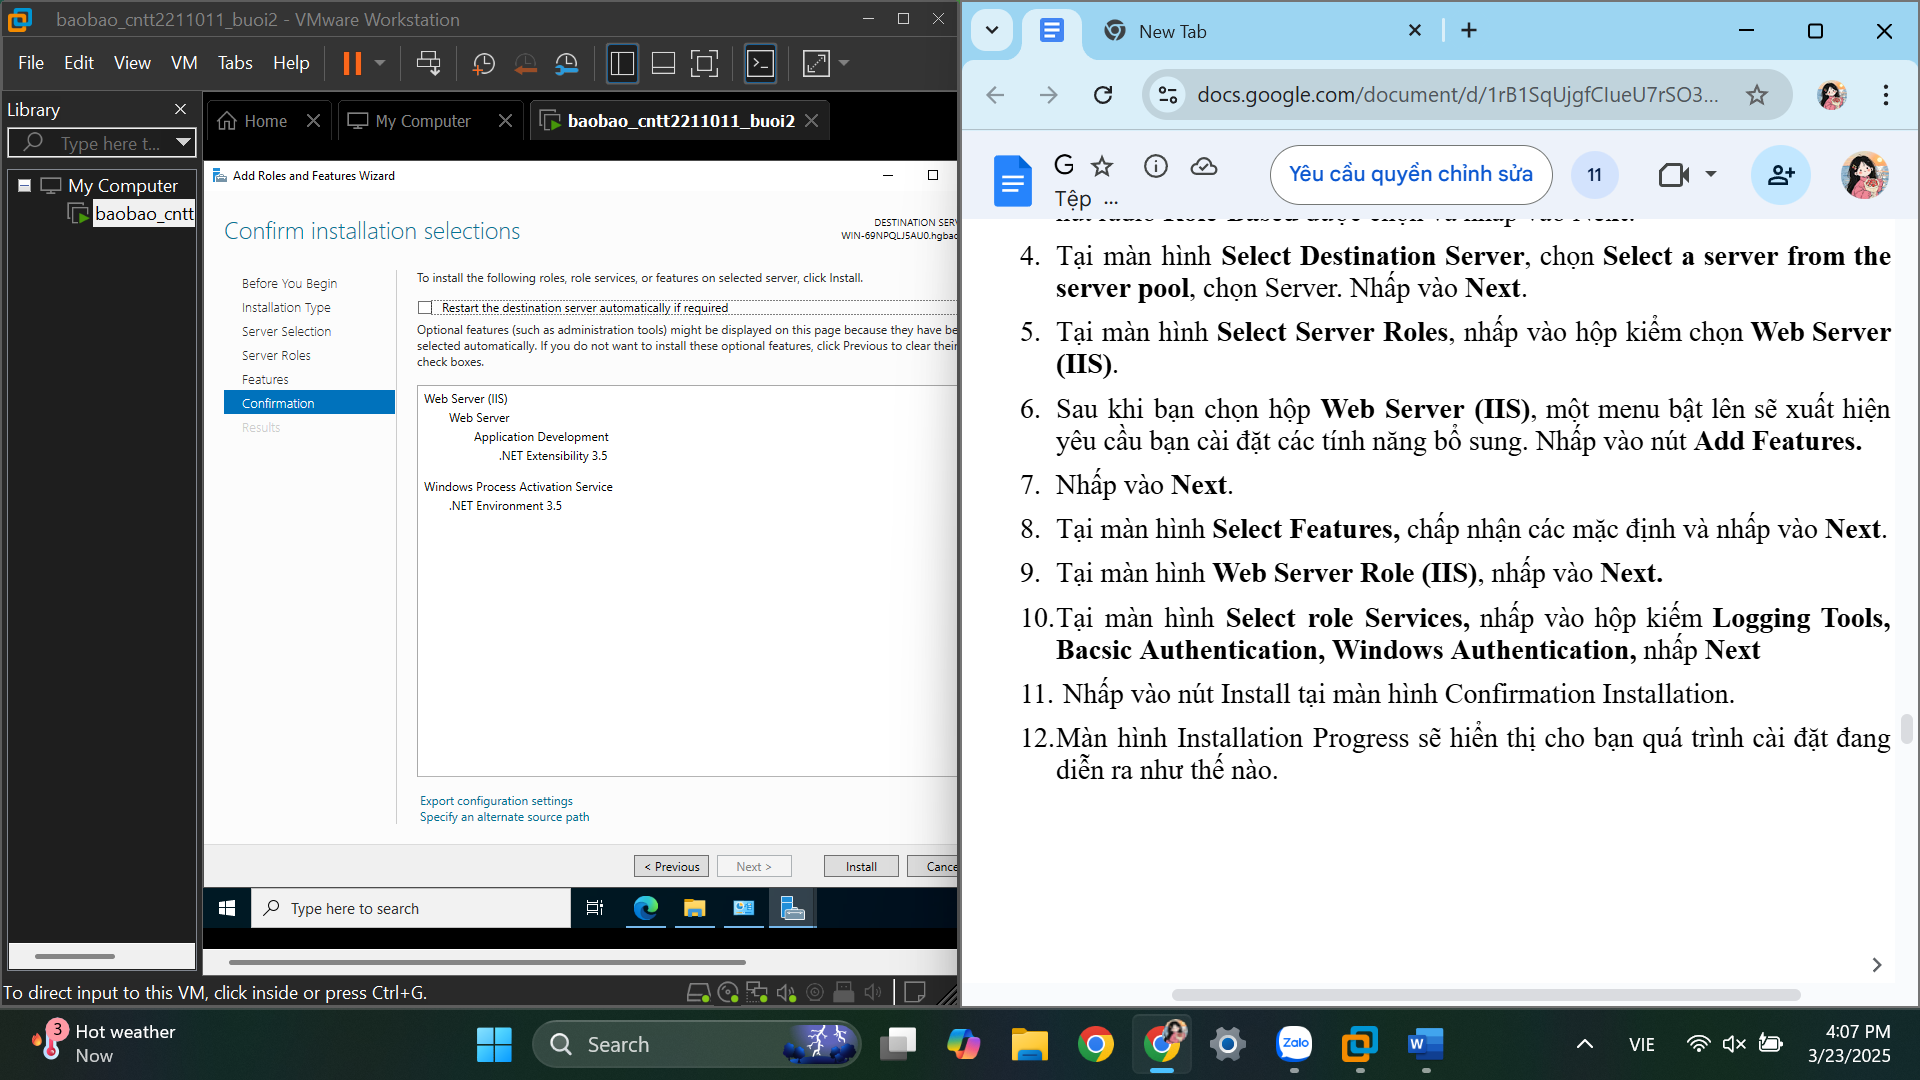 baobao_cntt2211011_buoi2 - VMware Workstation
File Edit View VM Tabs Help
Library
Type here t...
My Computer
baobao_cntt
Home
My Computer
baobao_cntt2211011_buoi2
Add Roles and Features Wizard
Confirm installation selections
DESTINATION SERV
WIN-69NPQLJ5AU0.hgbao
Before You Begin
Installation Type
Server Selection
Server Roles
Features
Confirmation
Results
To install the following roles, role services, or features on selected server, click Install.
Restart the destination server automatically if required
Optional features (such as administration tools) might be displayed on this page because they have be
selected automatically. If you do not want to install these optional features, click Previous to clear their
check boxes.
Web Server (IIS)
Web Server
Application Development
.NET Extensibility 3.5
Windows Process Activation Service
.NET Environment 3.5
Export configuration settings
Specify an alternate source path
< Previous
Next >
Install
Cance
Type here to search
To direct input to this VM, click inside or press Ctrl+G.
New Tab
docs.google.com/document/d/1rB1SqUjgfCIueU7rSO3...
G
Tệp ...
Yêu cầu quyền chỉnh sửa
11
nút radio Role-Based được chọn và nhấp vào Next.
4. Tại màn hình Select Destination Server, chọn Select a server from the
server pool, chọn Server. Nhấp vào Next.
5. Tại màn hình Select Server Roles, nhấp vào hộp kiểm chọn Web Server
(IIS).
6. Sau khi bạn chọn hộp Web Server (IIS), một menu bật lên sẽ xuất hiện
yêu cầu bạn cài đặt các tính năng bổ sung. Nhấp vào nút Add Features.
7. Nhấp vào Next.
8. Tại màn hình Select Features, chấp nhận các mặc định và nhấp vào Next.
9. Tại màn hình Web Server Role (IIS), nhấp vào Next.
10. Tại màn hình Select role Services, nhấp vào hộp kiếm Logging Tools,
Bacsic Authentication, Windows Authentication, nhấp Next
11. Nhấp vào nút Install tại màn hình Confirmation Installation.
12. Màn hình Installation Progress sẽ hiển thị cho bạn quá trình cài đặt đang
diễn ra như thế nào.
3
Hot weather
Now
Search
Zalo
W
VIE
4:07 PM
3/23/2025